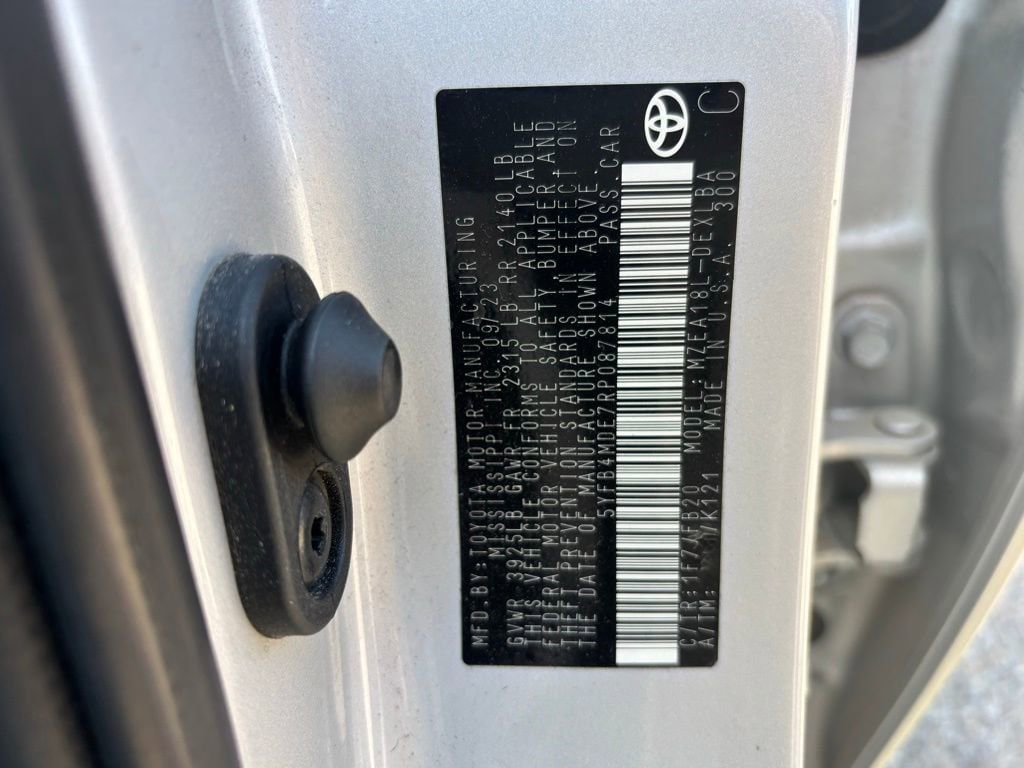 MFD.BY:TOYOTA MOTOR MANUFACTURING
MISSISSIPPI INC.09/23
GVWR 3925LB GAWR FR 2315 LB RR 2140LB
THIS VEHICLE CONFORMS TO ALL APPLICABLE
FEDERAL MOTOR VEHICLE SAFETY BUMPER AND
THEFT PREVENTION STANDARDS IN EFFECT ON
THE DATE OF MANUFACTURE SHOWN ABOVE.
5YFB4MDE7RP087814 PASS.CAR
C/TR:1F7/FB20 MODEL:MZEA18L-DEXLBA
A/TM: -/K121 MADE IN U.S.A. 300
C